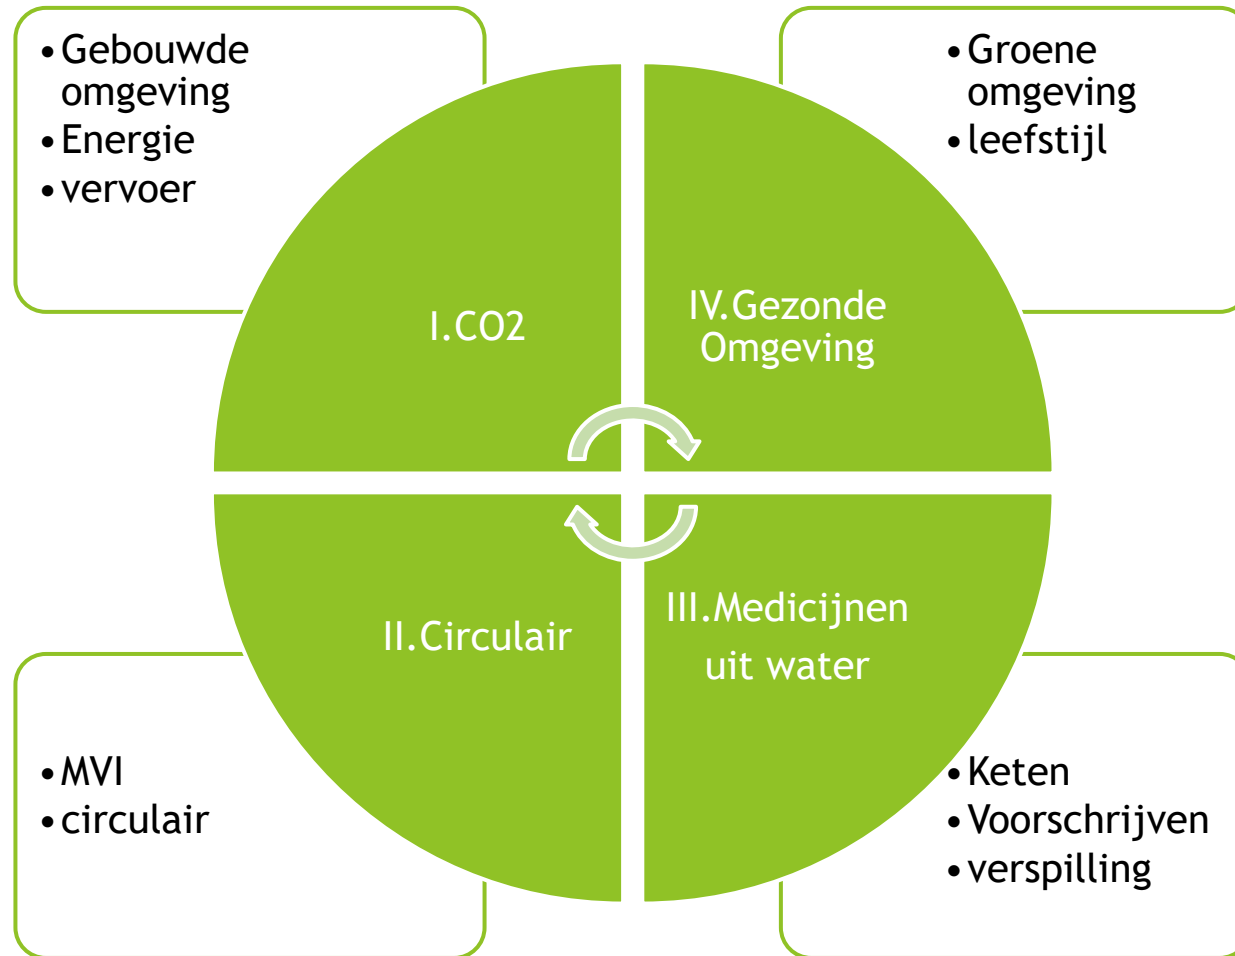 •Gebouwde
omgeving
•Energie
•vervoer
•Groene
omgeving
•leefstijl
I.CO2
IV.Gezonde
Omgeving
II.Circulair
III.Medicijnen
uit water
•MVI
•circulair
•Keten
•Voorschrijven
•verspilling